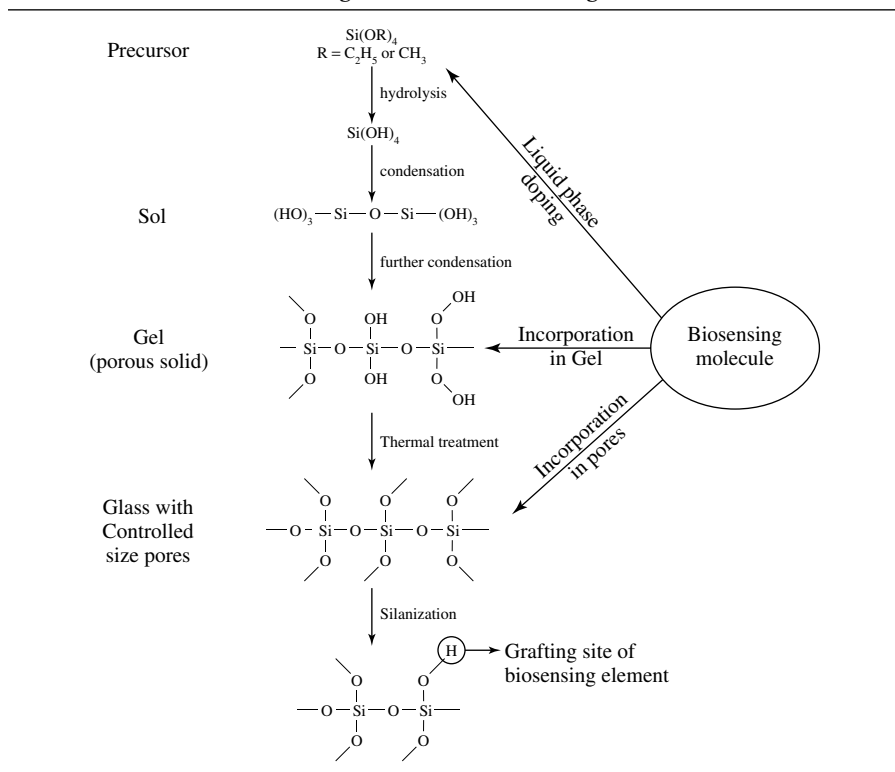 Precursor
Si(OR)4
R = C2H5 or CH3
hydrolysis
Si(OH)4
condensation
Liquid phase
doping
Sol
(HO)3 — Si — O — Si — (OH)3
further condensation
Gel
(porous solid)
OH
O OH O
— Si — O — Si — O — Si —
O OH O
OH
Incorporation
in Gel
Biosensing
molecule
Thermal treatment
Incorporation
in pores
Glass with
Controlled
size pores
O O O
— O — Si — O — Si — O — Si —
O O O
Silanization
H
Grafting site of
biosensing element
O O
— O — Si — O — Si —
O O